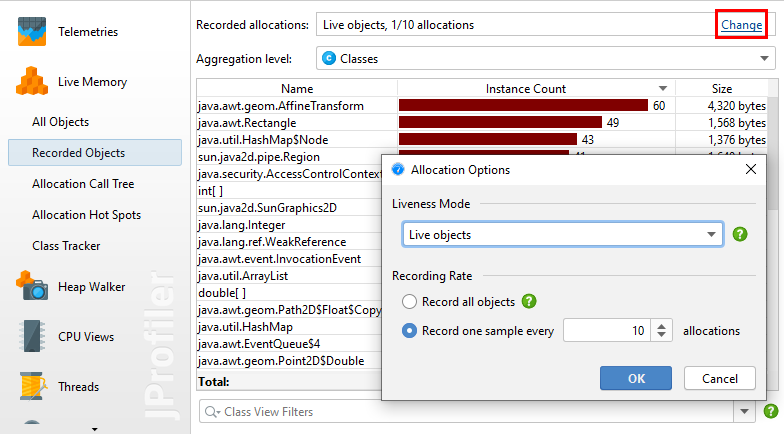 Telemetries
Live Memory
All Objects
Recorded Objects
Allocation Call Tree
Allocation Hot Spots
Class Tracker
Heap Walker
CPU Views
Threads
JProfiler
Recorded allocations: Live objects, 1/10 allocations Change
Aggregation level: C Classes
Name Instance Count Size
java.awt.geom.AffineTransform 60 4,320 bytes
java.awt.Rectangle 49 1,568 bytes
java.util.HashMap$Node 43 1,376 bytes
sun.java2d.pipe.Region
java.security.AccessControlContext
int[ ]
sun.java2d.SunGraphics2D
java.lang.Integer
java.lang.ref.WeakReference
java.awt.event.InvocationEvent
java.util.ArrayList
double[ ]
java.awt.geom.Path2D$Float$Copy
java.util.HashMap
java.awt.EventQueue$4
java.awt.geom.Point2D$Double
Total:
Class View Filters ?
Allocation Options
Liveness Mode
Live objects ?
Recording Rate
Record all objects ?
Record one sample every 10 allocations
OK Cancel